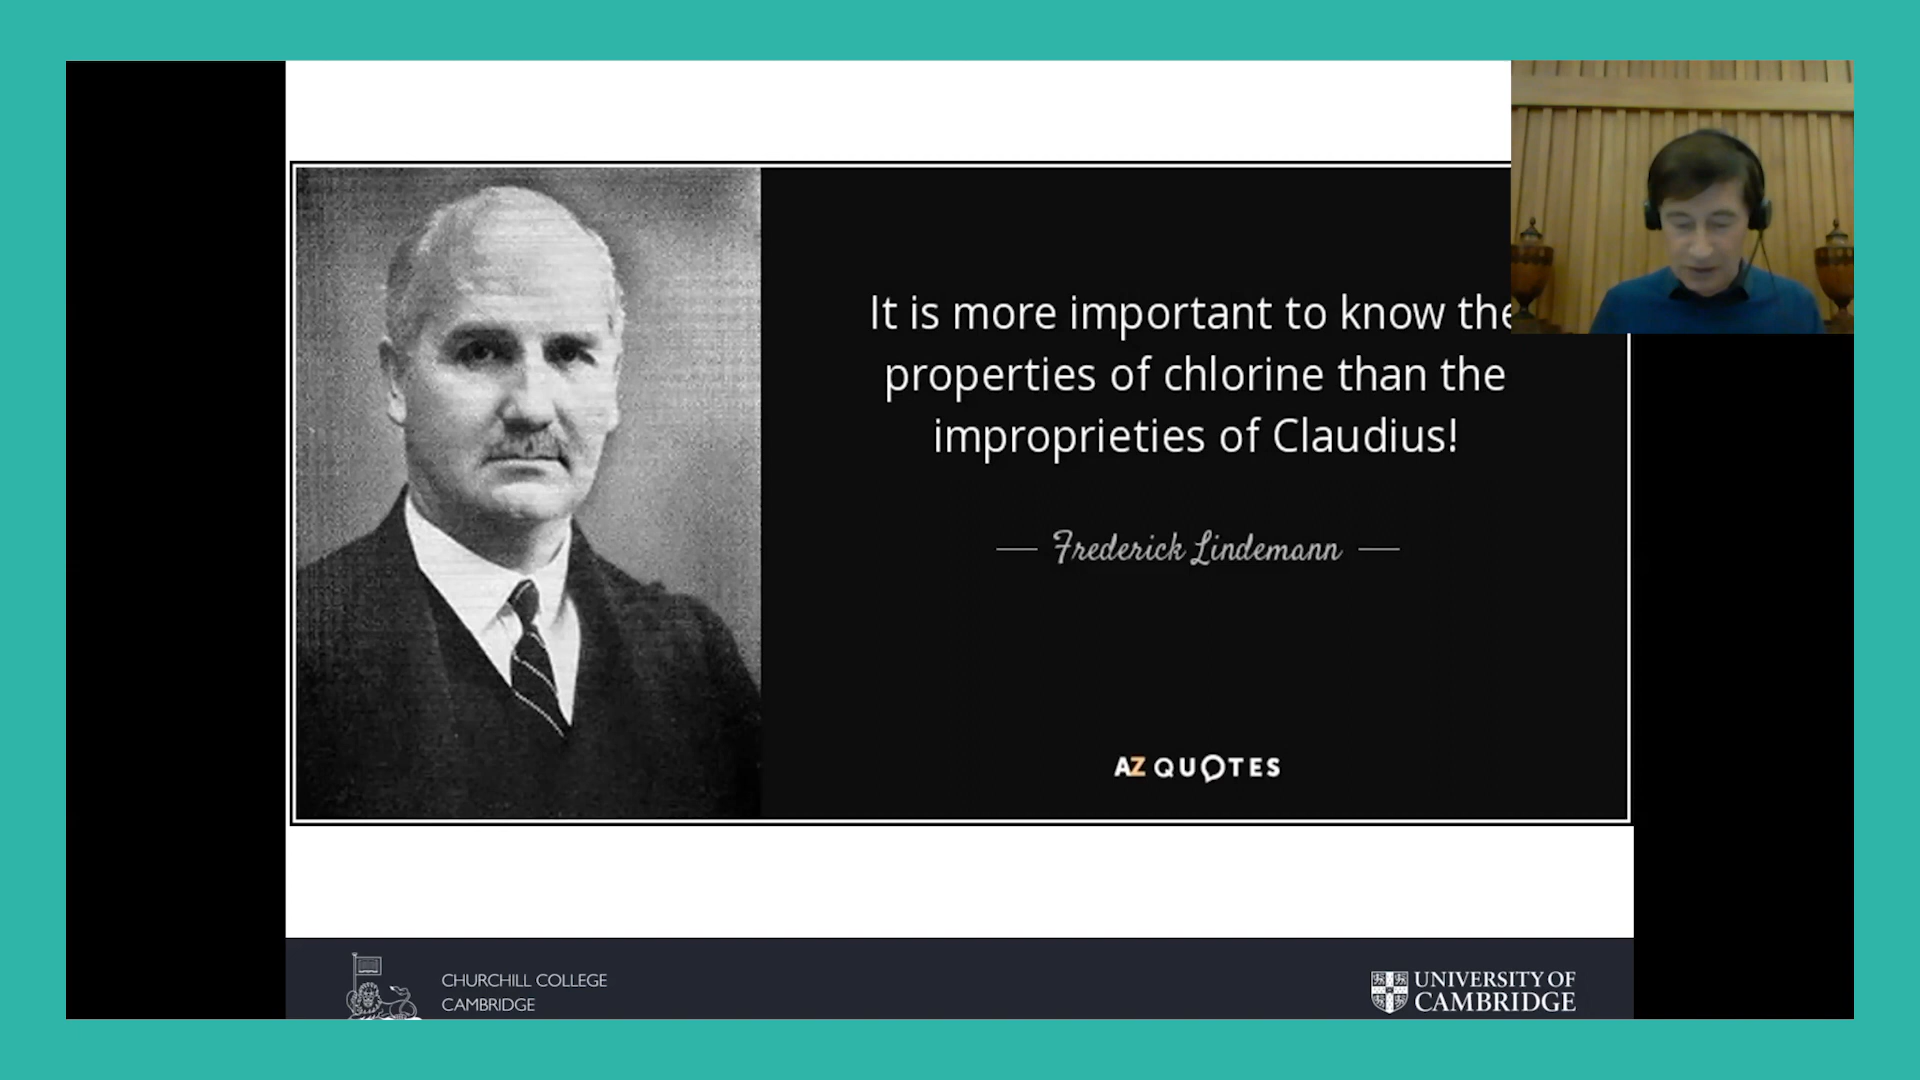 It is more important to know the
properties of chlorine than the
improprieties of Claudius!
Frederick Lindemann
AZ QUOTES
CHURCHILL COLLEGE
CAMBRIDGE
UNIVERSITY OF
CAMBRIDGE